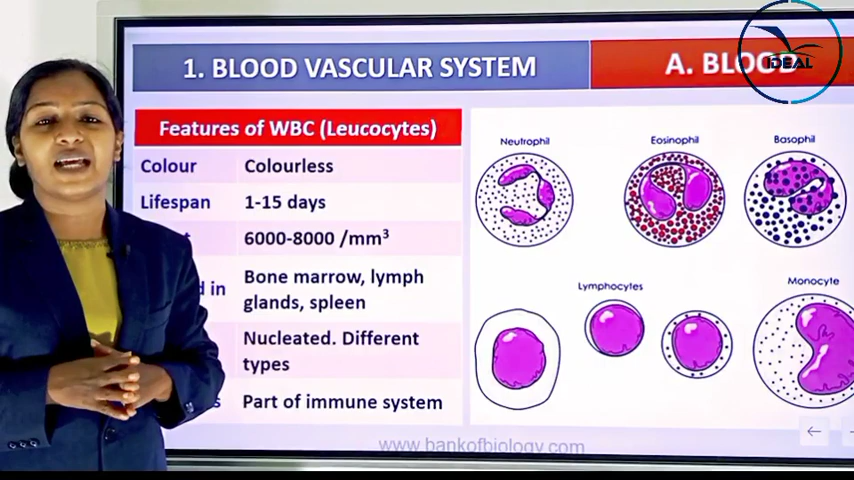 1. BLOOD VASCULAR SYSTEM
A. BLOOD
IDEAL
Features of WBC (Leucocytes)
Colour Colourless
Lifespan 1-15 days
6000-8000 /mm³
in Bone marrow, lymph
glands, spleen
Nucleated. Different
types
Part of immune system
Neutrophil
Eosinophil
Basophil
Lymphocytes
Monocyte
www.bankofbiology.com